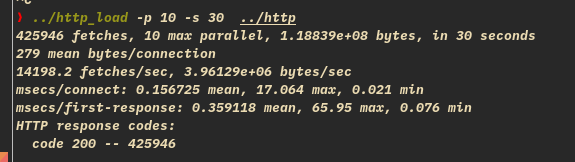 ❯ ../http_load -p 10 -s 30  ../http
425946 fetches, 10 max parallel, 1.18839e+08 bytes, in 30 seconds
279 mean bytes/connection
14198.2 fetches/sec, 3.96129e+06 bytes/sec
msecs/connect: 0.156725 mean, 17.064 max, 0.021 min
msecs/first-response: 0.359118 mean, 65.95 max, 0.076 min
HTTP response codes:
  code 200 -- 425946